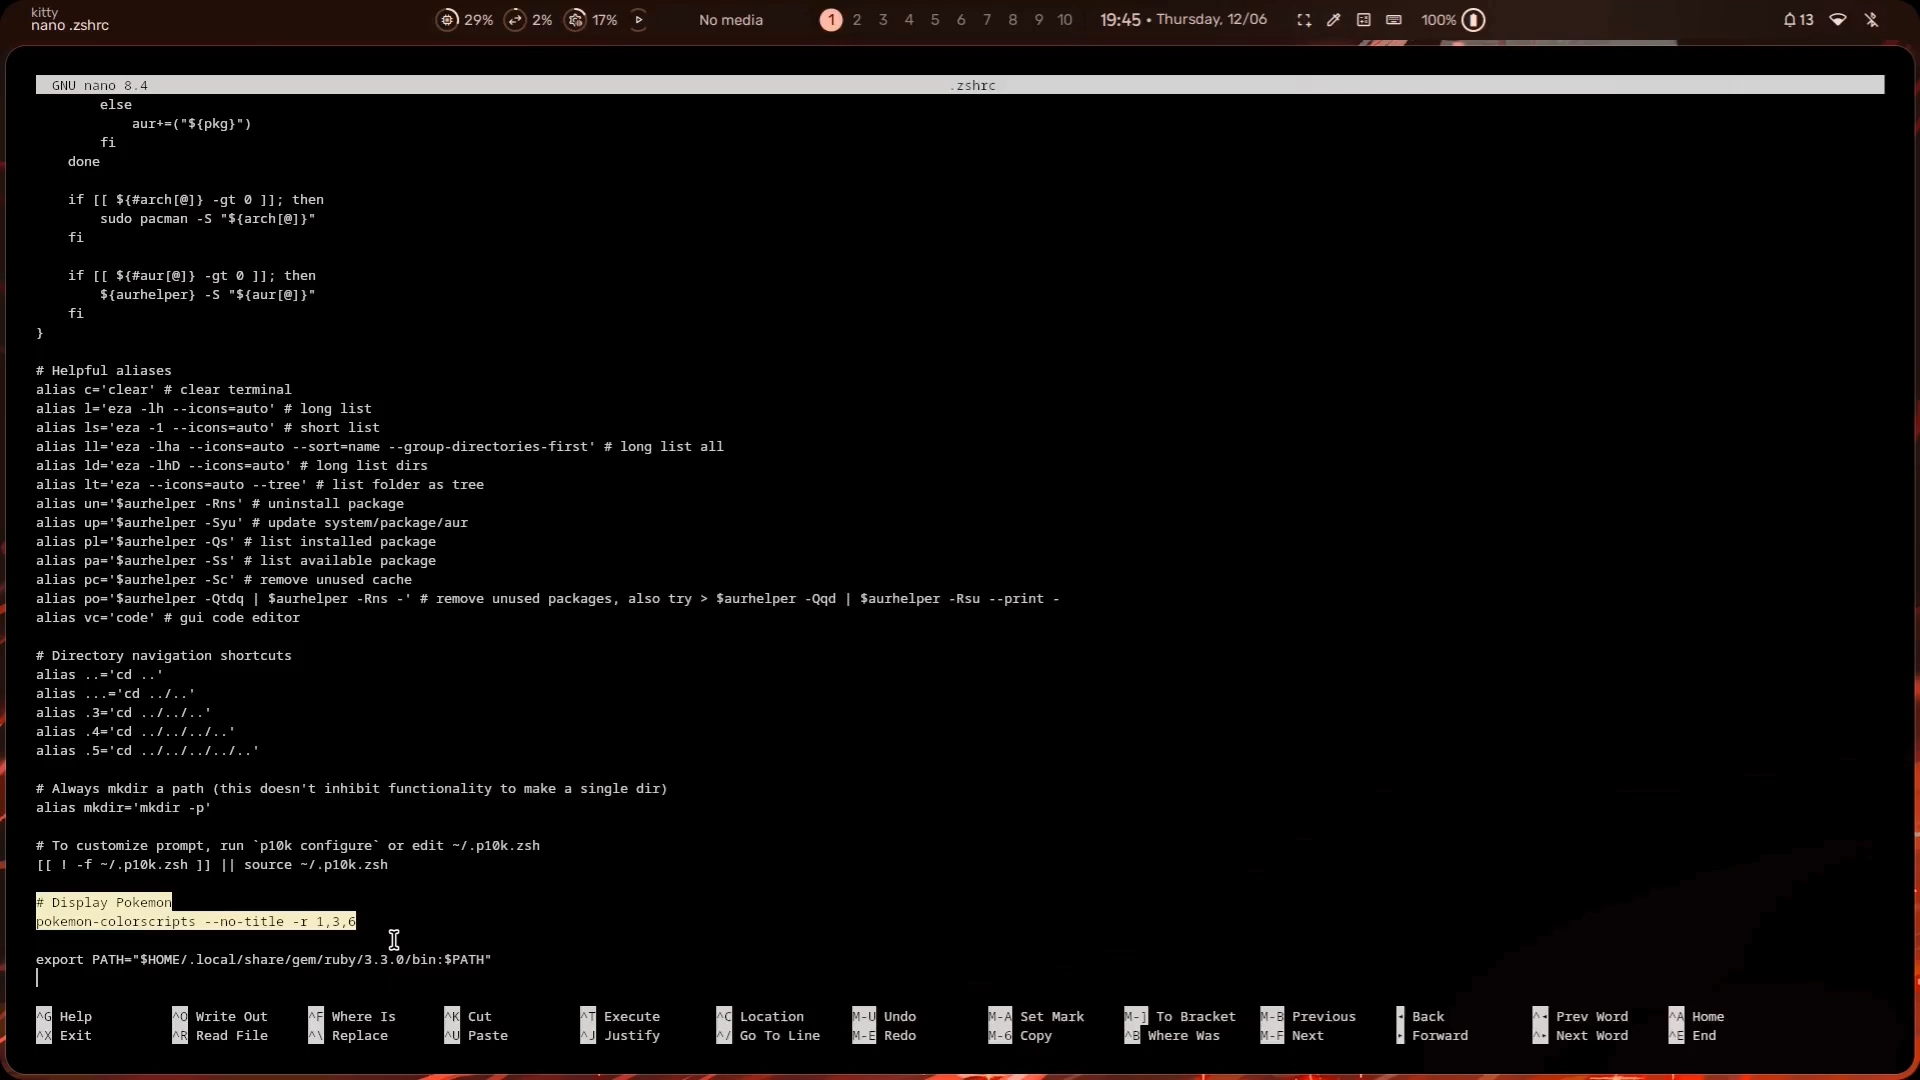 kitty
nano .zshrc
29% 2% 17%
No media
1 2 3 4 5 6 7 8 9 10
19:45 • Thursday, 12/06
100%
13
GNU nano 8.4 .zshrc
else
aur+=("${pkg}")
fi
done
if [[ ${#arch[@]} -gt 0 ]]; then
sudo pacman -S "${arch[@]}"
fi
if [[ ${#aur[@]} -gt 0 ]]; then
${aurhelper} -S "${aur[@]}"
fi
}
# Helpful aliases
alias c='clear' # clear terminal
alias l='eza -lh --icons=auto' # long list
alias ls='eza -1 --icons=auto' # short list
alias ll='eza -lha --icons=auto --sort=name --group-directories-first' # long list all
alias ld='eza -lhD --icons=auto' # long list dirs
alias lt='eza --icons=auto --tree' # list folder as tree
alias un='$aurhelper -Rns' # uninstall package
alias up='$aurhelper -Syu' # update system/package/aur
alias pl='$aurhelper -Qs' # list installed package
alias pa='$aurhelper -Ss' # list available package
alias pc='$aurhelper -Sc' # remove unused cache
alias po='$aurhelper -Qtdq | $aurhelper -Rns -' # remove unused packages, also try > $aurhelper -Qqd | $aurhelper -Rsu --print -
alias vc='code' # gui code editor
# Directory navigation shortcuts
alias ..='cd ..'
alias ...='cd ../..'
alias .3='cd ../../..'
alias .4='cd ../../../..'
alias .5='cd ../../../../..'
# Always mkdir a path (this doesn't inhibit functionality to make a single dir)
alias mkdir='mkdir -p'
# To customize prompt, run `p10k configure` or edit ~/.p10k.zsh
[[ ! -f ~/.p10k.zsh ]] || source ~/.p10k.zsh
# Display Pokemon
pokemon-colorscripts --no-title -r 1,3,6
export PATH="$HOME/.local/share/gem/ruby/3.3.0/bin:$PATH"
^G Help ^O Write Out ^F Where Is ^K Cut ^T Execute ^C Location M-U Undo M-A Set Mark M-] To Bracket M-B Previous ◂ Back ^◂ Prev Word ^A Home
^X Exit ^R Read File ^\ Replace ^U Paste ^J Justify ^/ Go To Line M-E Redo M-6 Copy ^B Where Was M-F Next ▸ Forward ^▸ Next Word ^E End